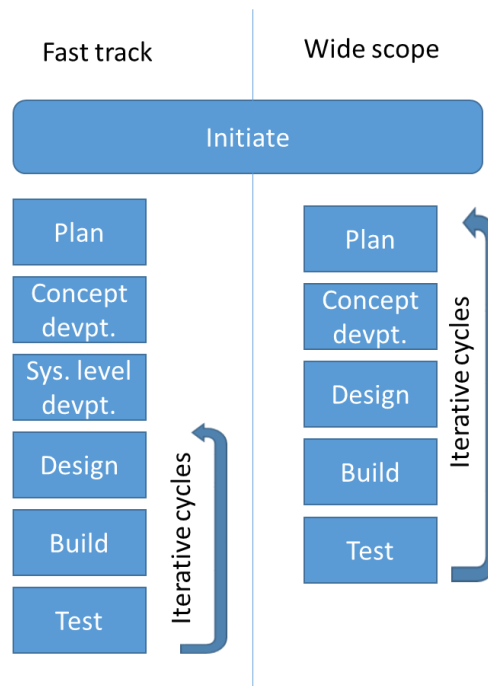 Fast track
Wide scope
Initiate
Plan
Concept
devpt.
Sys. level
devpt.
Design
Build
Test
Iterative cycles
Plan
Concept
devpt.
Design
Build
Test
Iterative cycles